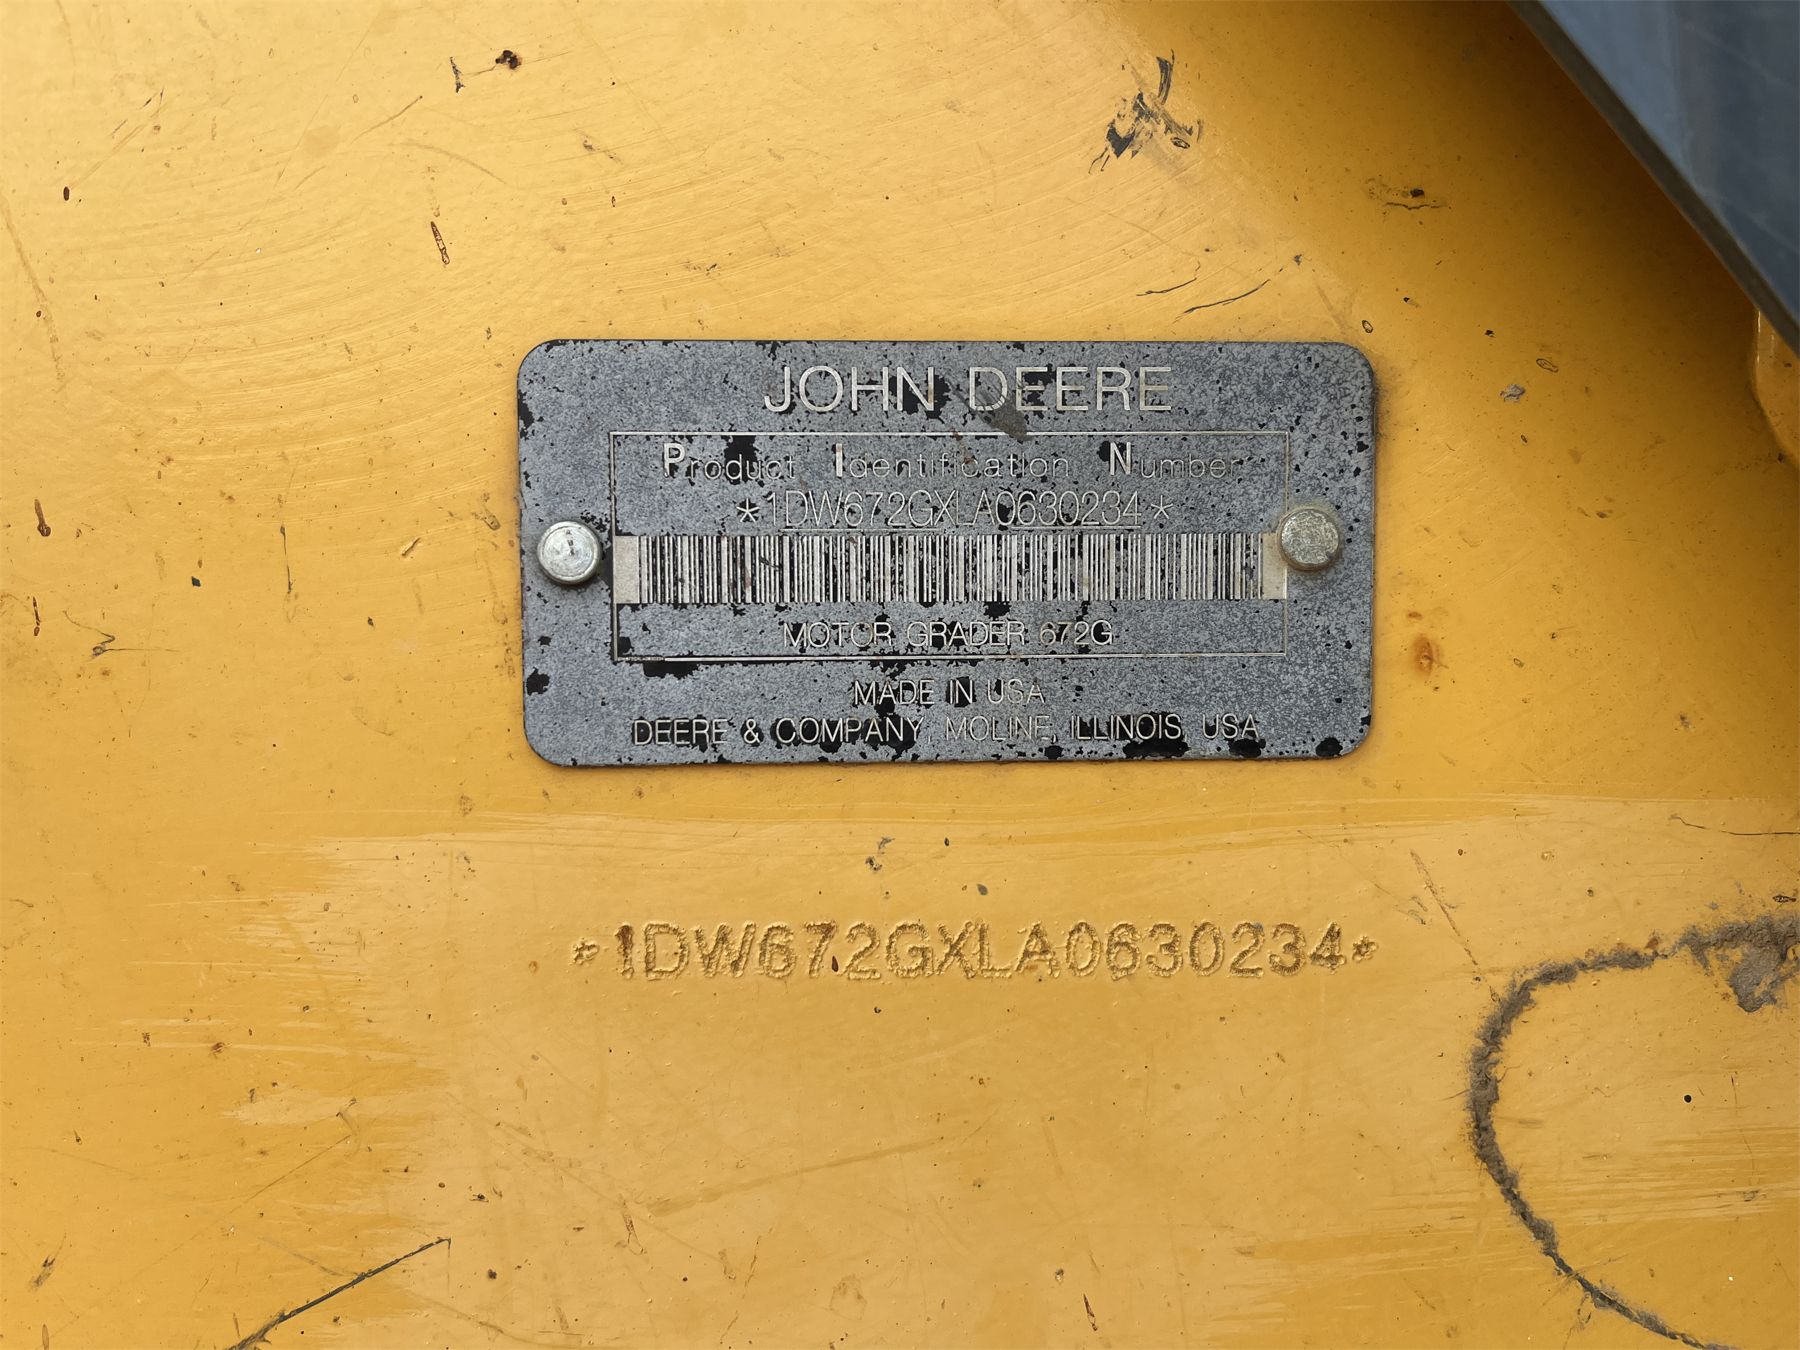 JOHN DEERE
Product Identification Number
*1DW672GXLA0630234*
MOTOR GRADER 672G
MADE IN USA
DEERE & COMPANY, MOLINE, ILLINOIS, USA
*1DW672GXLA0630234*